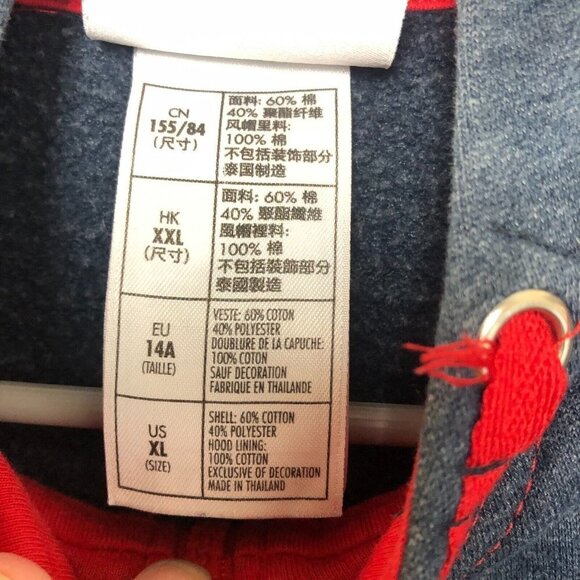 CN
155/84
(尺寸)
面料: 60% 棉
40% 聚酯纤维
风帽里料:
100% 棉
不包括装饰部分
泰国制造
HK
XXL
(尺寸)
面料: 60% 棉
40% 聚酯纖維
風帽裡料:
100% 棉
不包括裝飾部分
泰國製造
EU
14A
(TAILLE)
VESTE: 60% COTON
40% POLYESTER
DOUBLURE DE LA CAPUCHE:
100% COTON
SAUF DECORATION
FABRIQUE EN THAILANDE
US
XL
(SIZE)
SHELL: 60% COTTON
40% POLYESTER
HOOD LINING:
100% COTTON
EXCLUSIVE OF DECORATION
MADE IN THAILAND